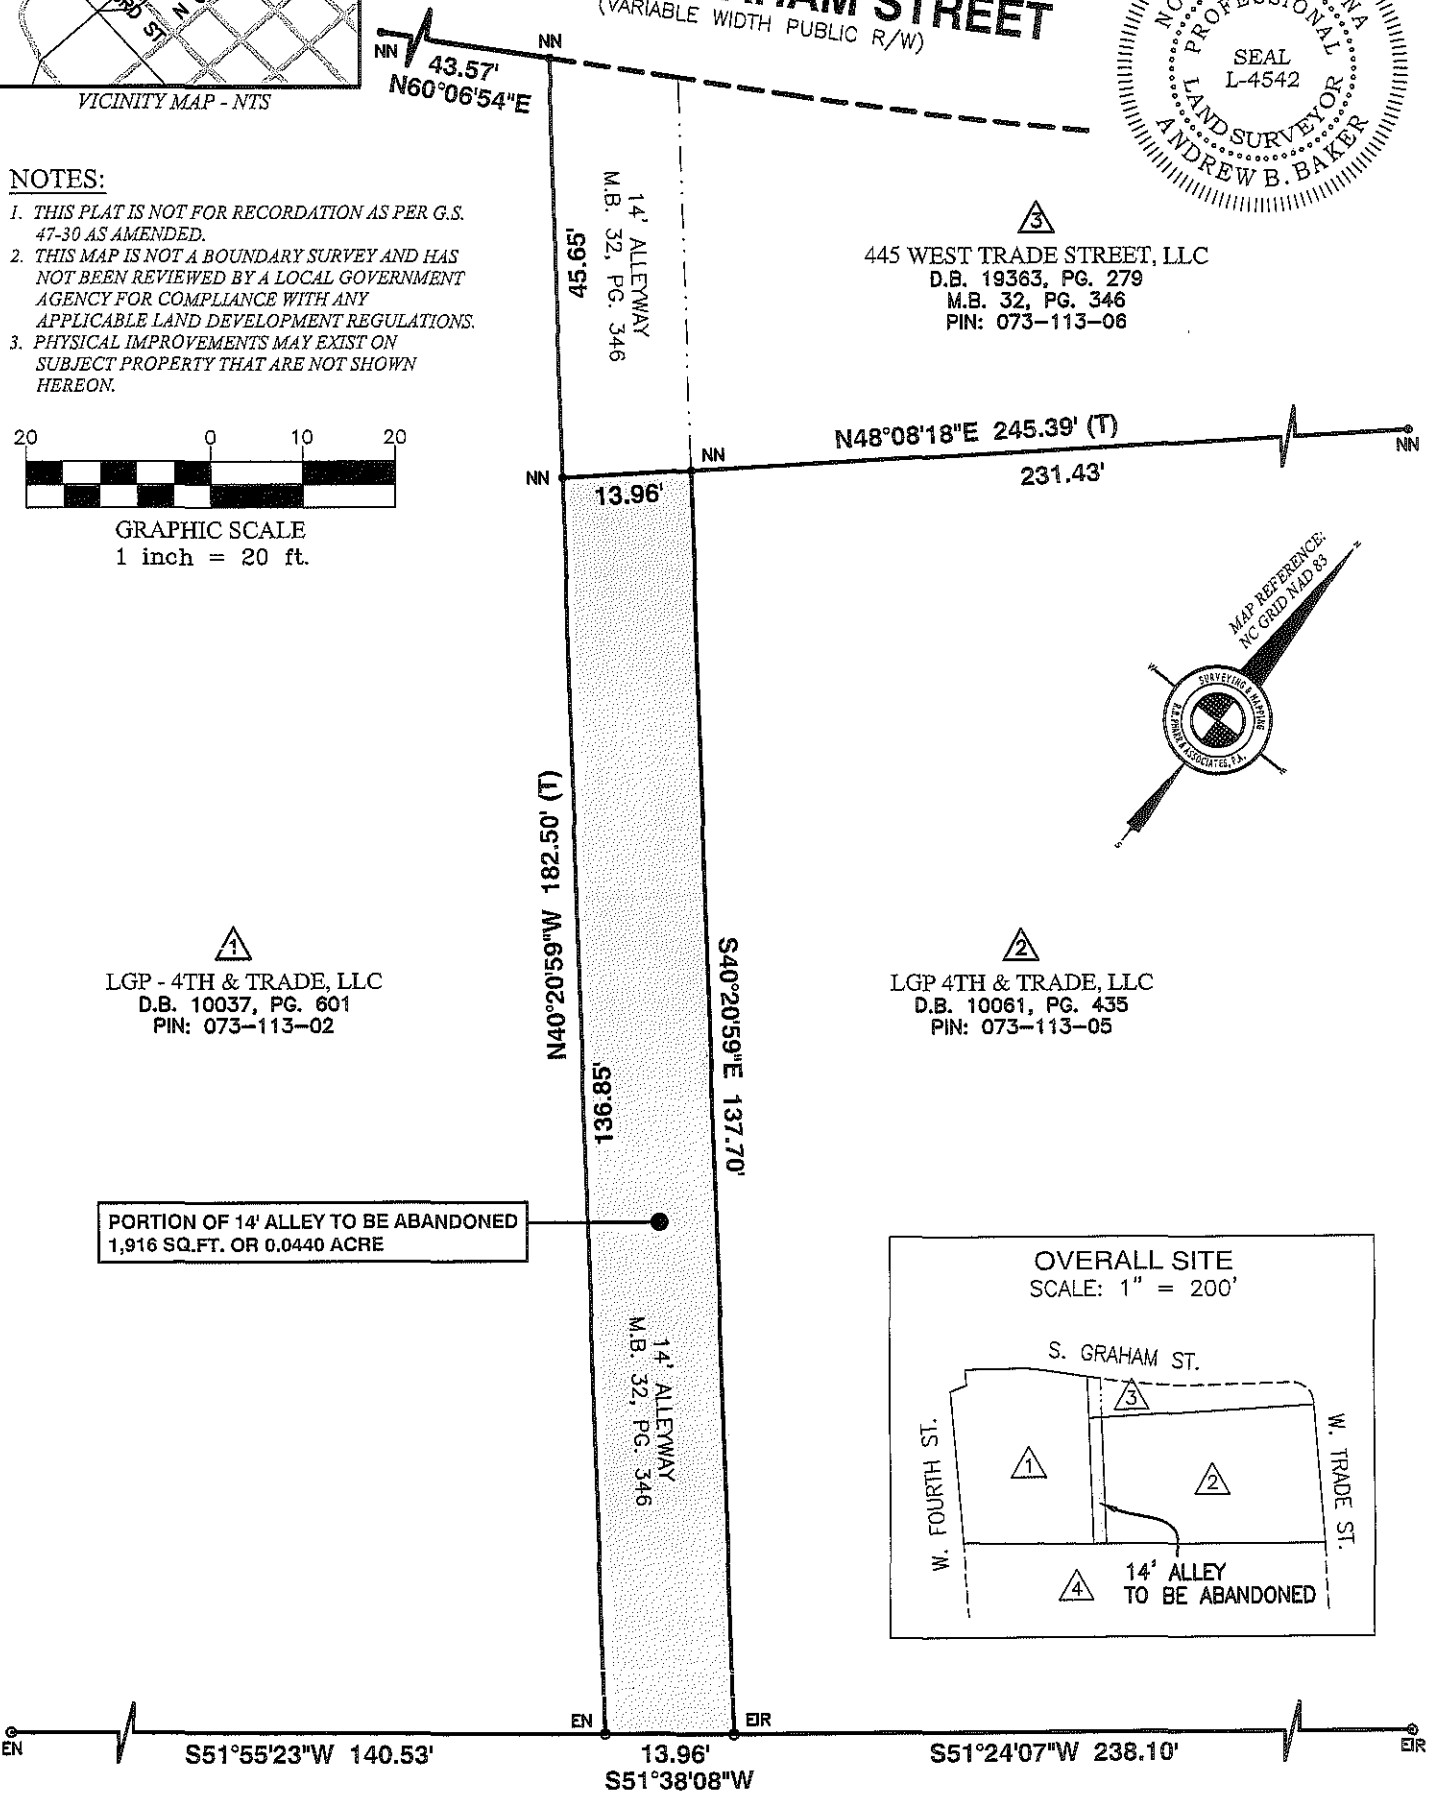 RD ST
N G
VICINITY MAP - NTS
HAM STREET
(VARIABLE WIDTH PUBLIC R/W)
NN
43.57'
N60°06'54"E
NN
PROFESSIONAL
SEAL
L-4542
LAND SURVEYOR
ANDREW B. BAKER
NOTES:
1. THIS PLAT IS NOT FOR RECORDATION AS PER G.S.
47-30 AS AMENDED.
2. THIS MAP IS NOT A BOUNDARY SURVEY AND HAS
NOT BEEN REVIEWED BY A LOCAL GOVERNMENT
AGENCY FOR COMPLIANCE WITH ANY
APPLICABLE LAND DEVELOPMENT REGULATIONS.
3. PHYSICAL IMPROVEMENTS MAY EXIST ON
SUBJECT PROPERTY THAT ARE NOT SHOWN
HEREON.
45.65'
14' ALLEYWAY
M.B. 32, PG. 346
3
445 WEST TRADE STREET, LLC
D.B. 19363, PG. 279
M.B. 32, PG. 346
PIN: 073-113-06
20 0 10 20
GRAPHIC SCALE
1 inch = 20 ft.
NN
13.96'
NN
N48°08'18"E 245.39' (T)
231.43'
NN
MAP REFERENCE:
NC GRID NAD 83
N
W
E
S
SURVEYING & MAPPING
R.B. PHARR & ASSOCIATES, P.A.
N40°20'59"W 182.50' (T)
136.85'
S40°20'59"E 137.70'
1
LGP - 4TH & TRADE, LLC
D.B. 10037, PG. 601
PIN: 073-113-02
2
LGP 4TH & TRADE, LLC
D.B. 10061, PG. 435
PIN: 073-113-05
PORTION OF 14' ALLEY TO BE ABANDONED
1,916 SQ.FT. OR 0.0440 ACRE
14' ALLEYWAY
M.B. 32, PG. 346
OVERALL SITE
SCALE: 1" = 200'
S. GRAHAM ST.
W. FOURTH ST.
W. TRADE ST.
3
1
2
4
14' ALLEY
TO BE ABANDONED
EN
S51°55'23"W 140.53'
EN
EIR
13.96'
S51°38'08"W
S51°24'07"W 238.10'
EIR